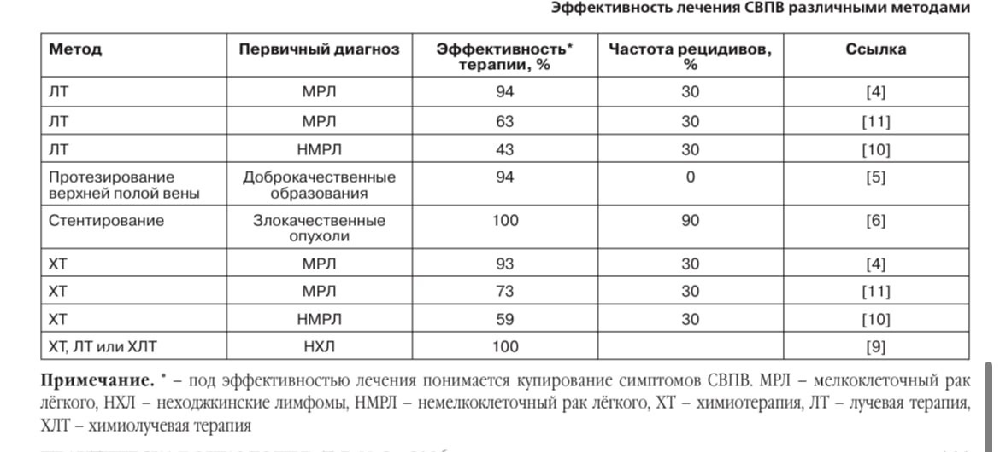 Эффективность лечения СВПВ различными методами
Метод Первичный диагноз Эффективность* терапии, % Частота рецидивов, % Ссылка
ЛТ МРЛ 94 30 [4]
ЛТ МРЛ 63 30 [11]
ЛТ НМРЛ 43 30 [10]
Протезирование верхней полой вены Доброкачественные образования 94 0 [5]
Стентирование Злокачественные опухоли 100 90 [6]
ХТ МРЛ 93 30 [4]
ХТ МРЛ 73 30 [11]
ХТ НМРЛ 59 30 [10]
ХТ, ЛТ или ХЛТ НХЛ 100 [9]
Примечание. * – под эффективностью лечения понимается купирование симптомов СВПВ. МРЛ – мелкоклеточный рак
лёгкого, НХЛ – неходжкинские лимфомы, НМРЛ – немелкоклеточный рак лёгкого, ХТ – химиотерапия, ЛТ – лучевая терапия,
ХЛТ – химиолучевая терапия